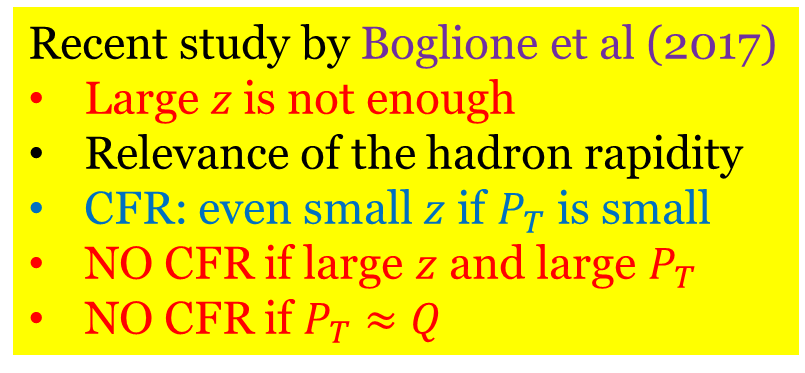 Recent study by Boglione et al (2017)
• Large z is not enough
• Relevance of the hadron rapidity
• CFR: even small z if P_T is small
• NO CFR if large z and large P_T
• NO CFR if P_T ≈ Q